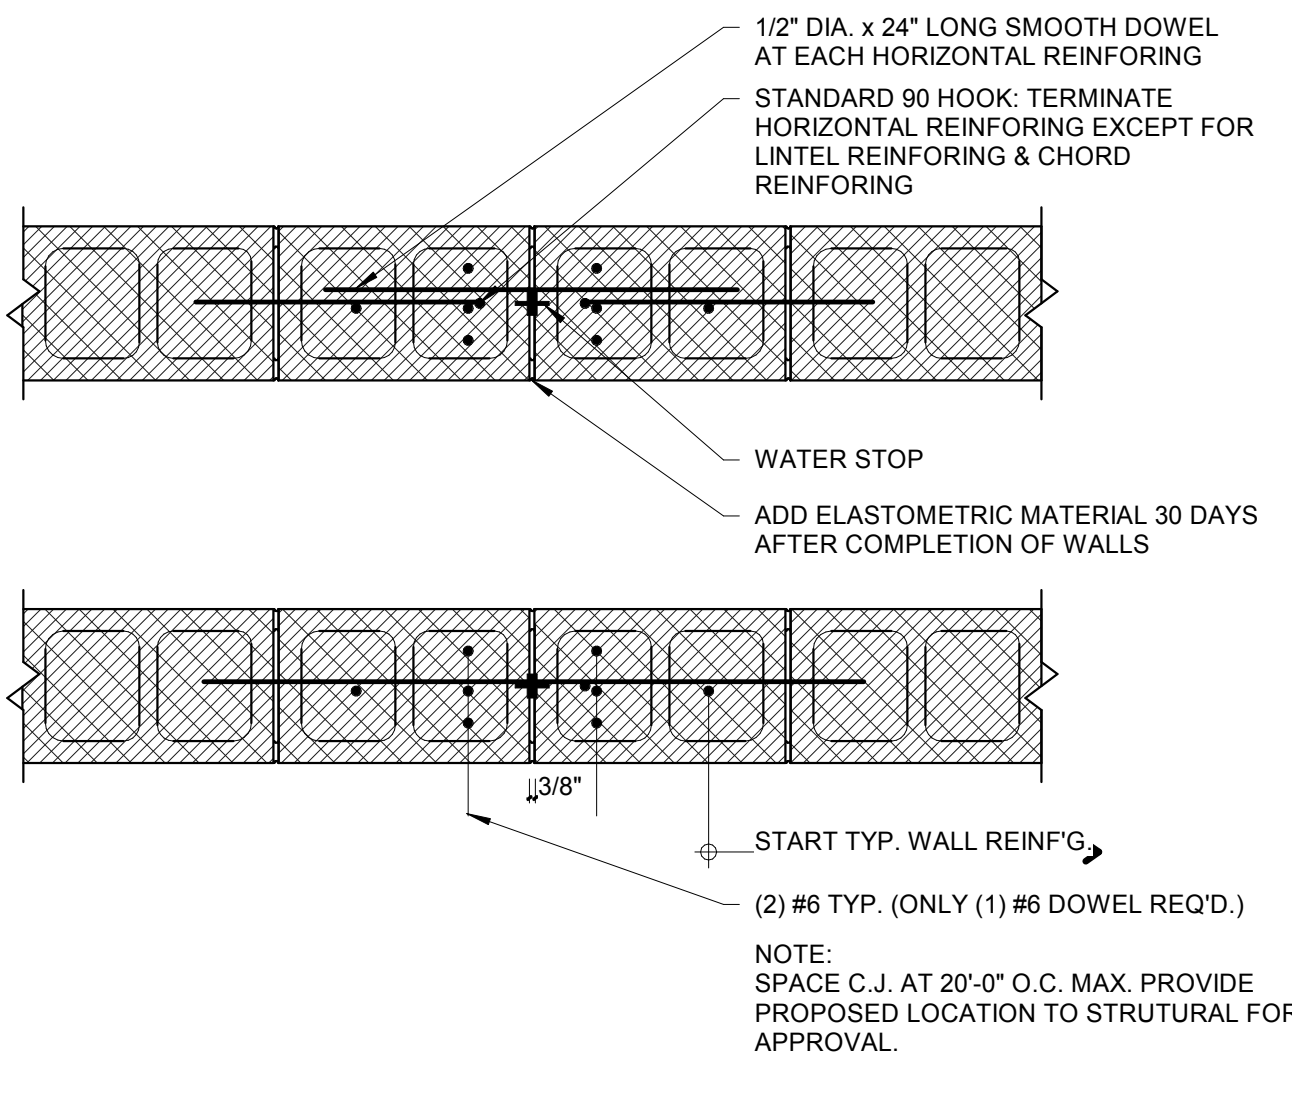 1/2" DIA. x 24" LONG SMOOTH DOWEL
AT EACH HORIZONTAL REINFORING
STANDARD 90 HOOK: TERMINATE
HORIZONTAL REINFORING EXCEPT FOR
LINTEL REINFORING & CHORD
REINFORING
WATER STOP
ADD ELASTOMETRIC MATERIAL 30 DAYS
AFTER COMPLETION OF WALLS
3/8"
START TYP. WALL REINF'G.
(2) #6 TYP. (ONLY (1) #6 DOWEL REQ'D.)
NOTE:
SPACE C.J. AT 20'-0" O.C. MAX. PROVIDE
PROPOSED LOCATION TO STRUTURAL FOR
APPROVAL.